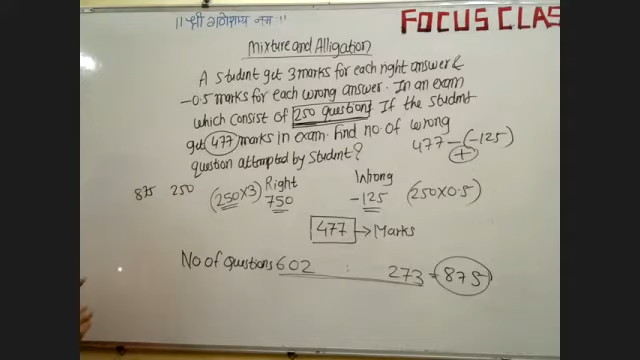 || श्री गणेशाय नमः ||
FOCUS CLAS
Mixture and Alligation
A student get 3 marks for each right answer &
-0.5 marks for each wrong answer. In an exam
which consist of 250 question. If the student
get 477 marks in exam. Find no. of wrong
question attempted by student?
477-(-125)
+
875 250 (250×3) Right Wrong (250×0.5)
750 -125
477 → Marks
No of questions 602 : 273 = 875